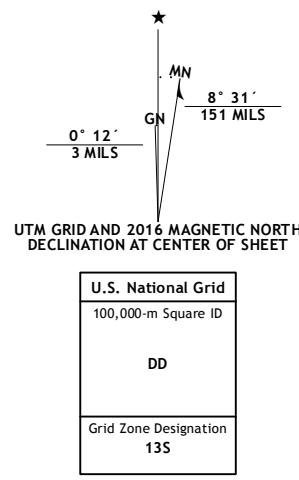 ★
MN
GN
8° 31´
151 MILS
0° 12´
3 MILS
UTM GRID AND 2016 MAGNETIC NORTH
DECLINATION AT CENTER OF SHEET
U.S. National Grid
100,000-m Square ID
DD
Grid Zone Designation
13S